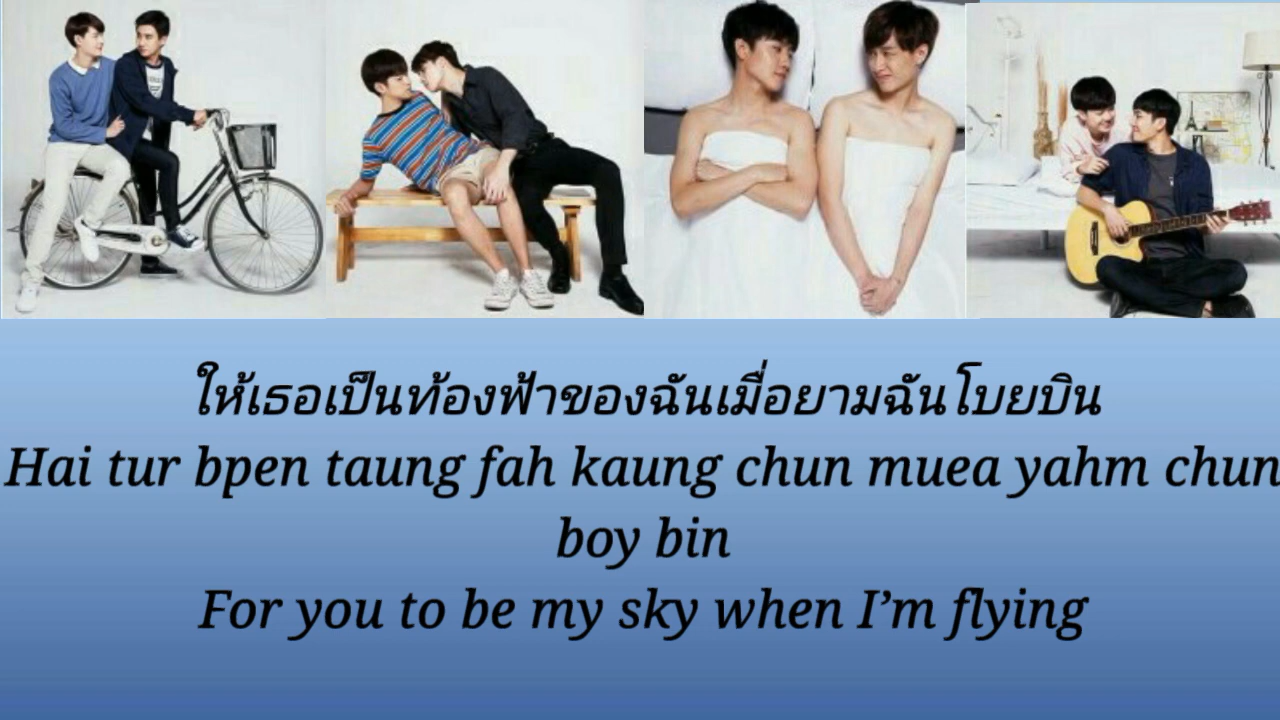 ให้เธอเป็นท้องฟ้าของฉันเมื่อยามฉันโบยบิน
Hai tur bpen taung fah kaung chun muea yahm chun
boy bin
For you to be my sky when I’m flying